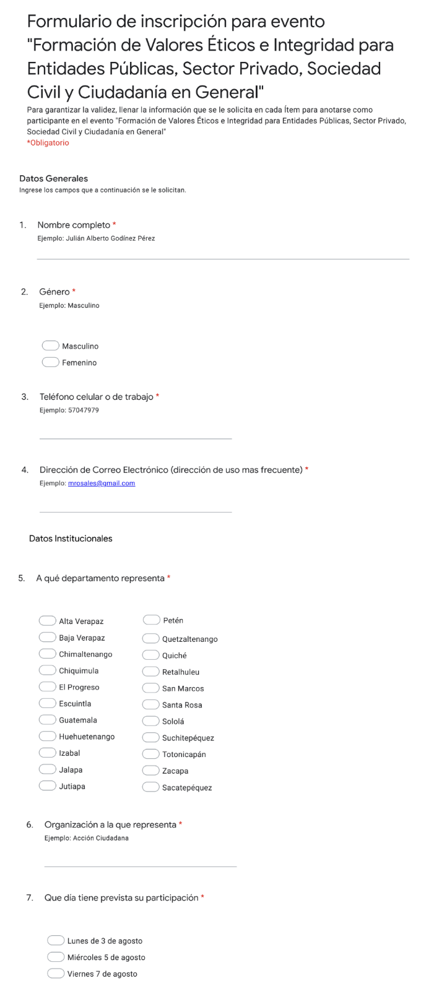 Formulario de inscripción para evento
"Formación de Valores Éticos e Integridad para
Entidades Públicas, Sector Privado, Sociedad
Civil y Ciudadanía en General"
Para garantizar la validez, llenar la información que se le solicita en cada Ítem para anotarse como
participante en el evento "Formación de Valores Éticos e Integridad para Entidades Públicas, Sector Privado,
Sociedad Civil y Ciudadanía en General"
*Obligatorio
Datos Generales
Ingrese los campos que a continuación se le solicitan.
1. Nombre completo *
Ejemplo: Julián Alberto Godínez Pérez
2. Género *
Ejemplo: Masculino
Masculino
Femenino
3. Teléfono celular o de trabajo *
Ejemplo: 57047979
4. Dirección de Correo Electrónico (dirección de uso mas frecuente) *
Ejemplo: mrosales@gmail.com
Datos Institucionales
5. A qué departamento representa *
Alta Verapaz
Baja Verapaz
Chimaltenango
Chiquimula
El Progreso
Escuintla
Guatemala
Huehuetenango
Izabal
Jalapa
Jutiapa
Petén
Quetzaltenango
Quiché
Retalhuleu
San Marcos
Santa Rosa
Sololá
Suchitepéquez
Totonicapán
Zacapa
Sacatepéquez
6. Organización a la que representa *
Ejemplo: Acción Ciudadana
7. Que día tiene prevista su participación *
Lunes de 3 de agosto
Miércoles 5 de agosto
Viernes 7 de agosto